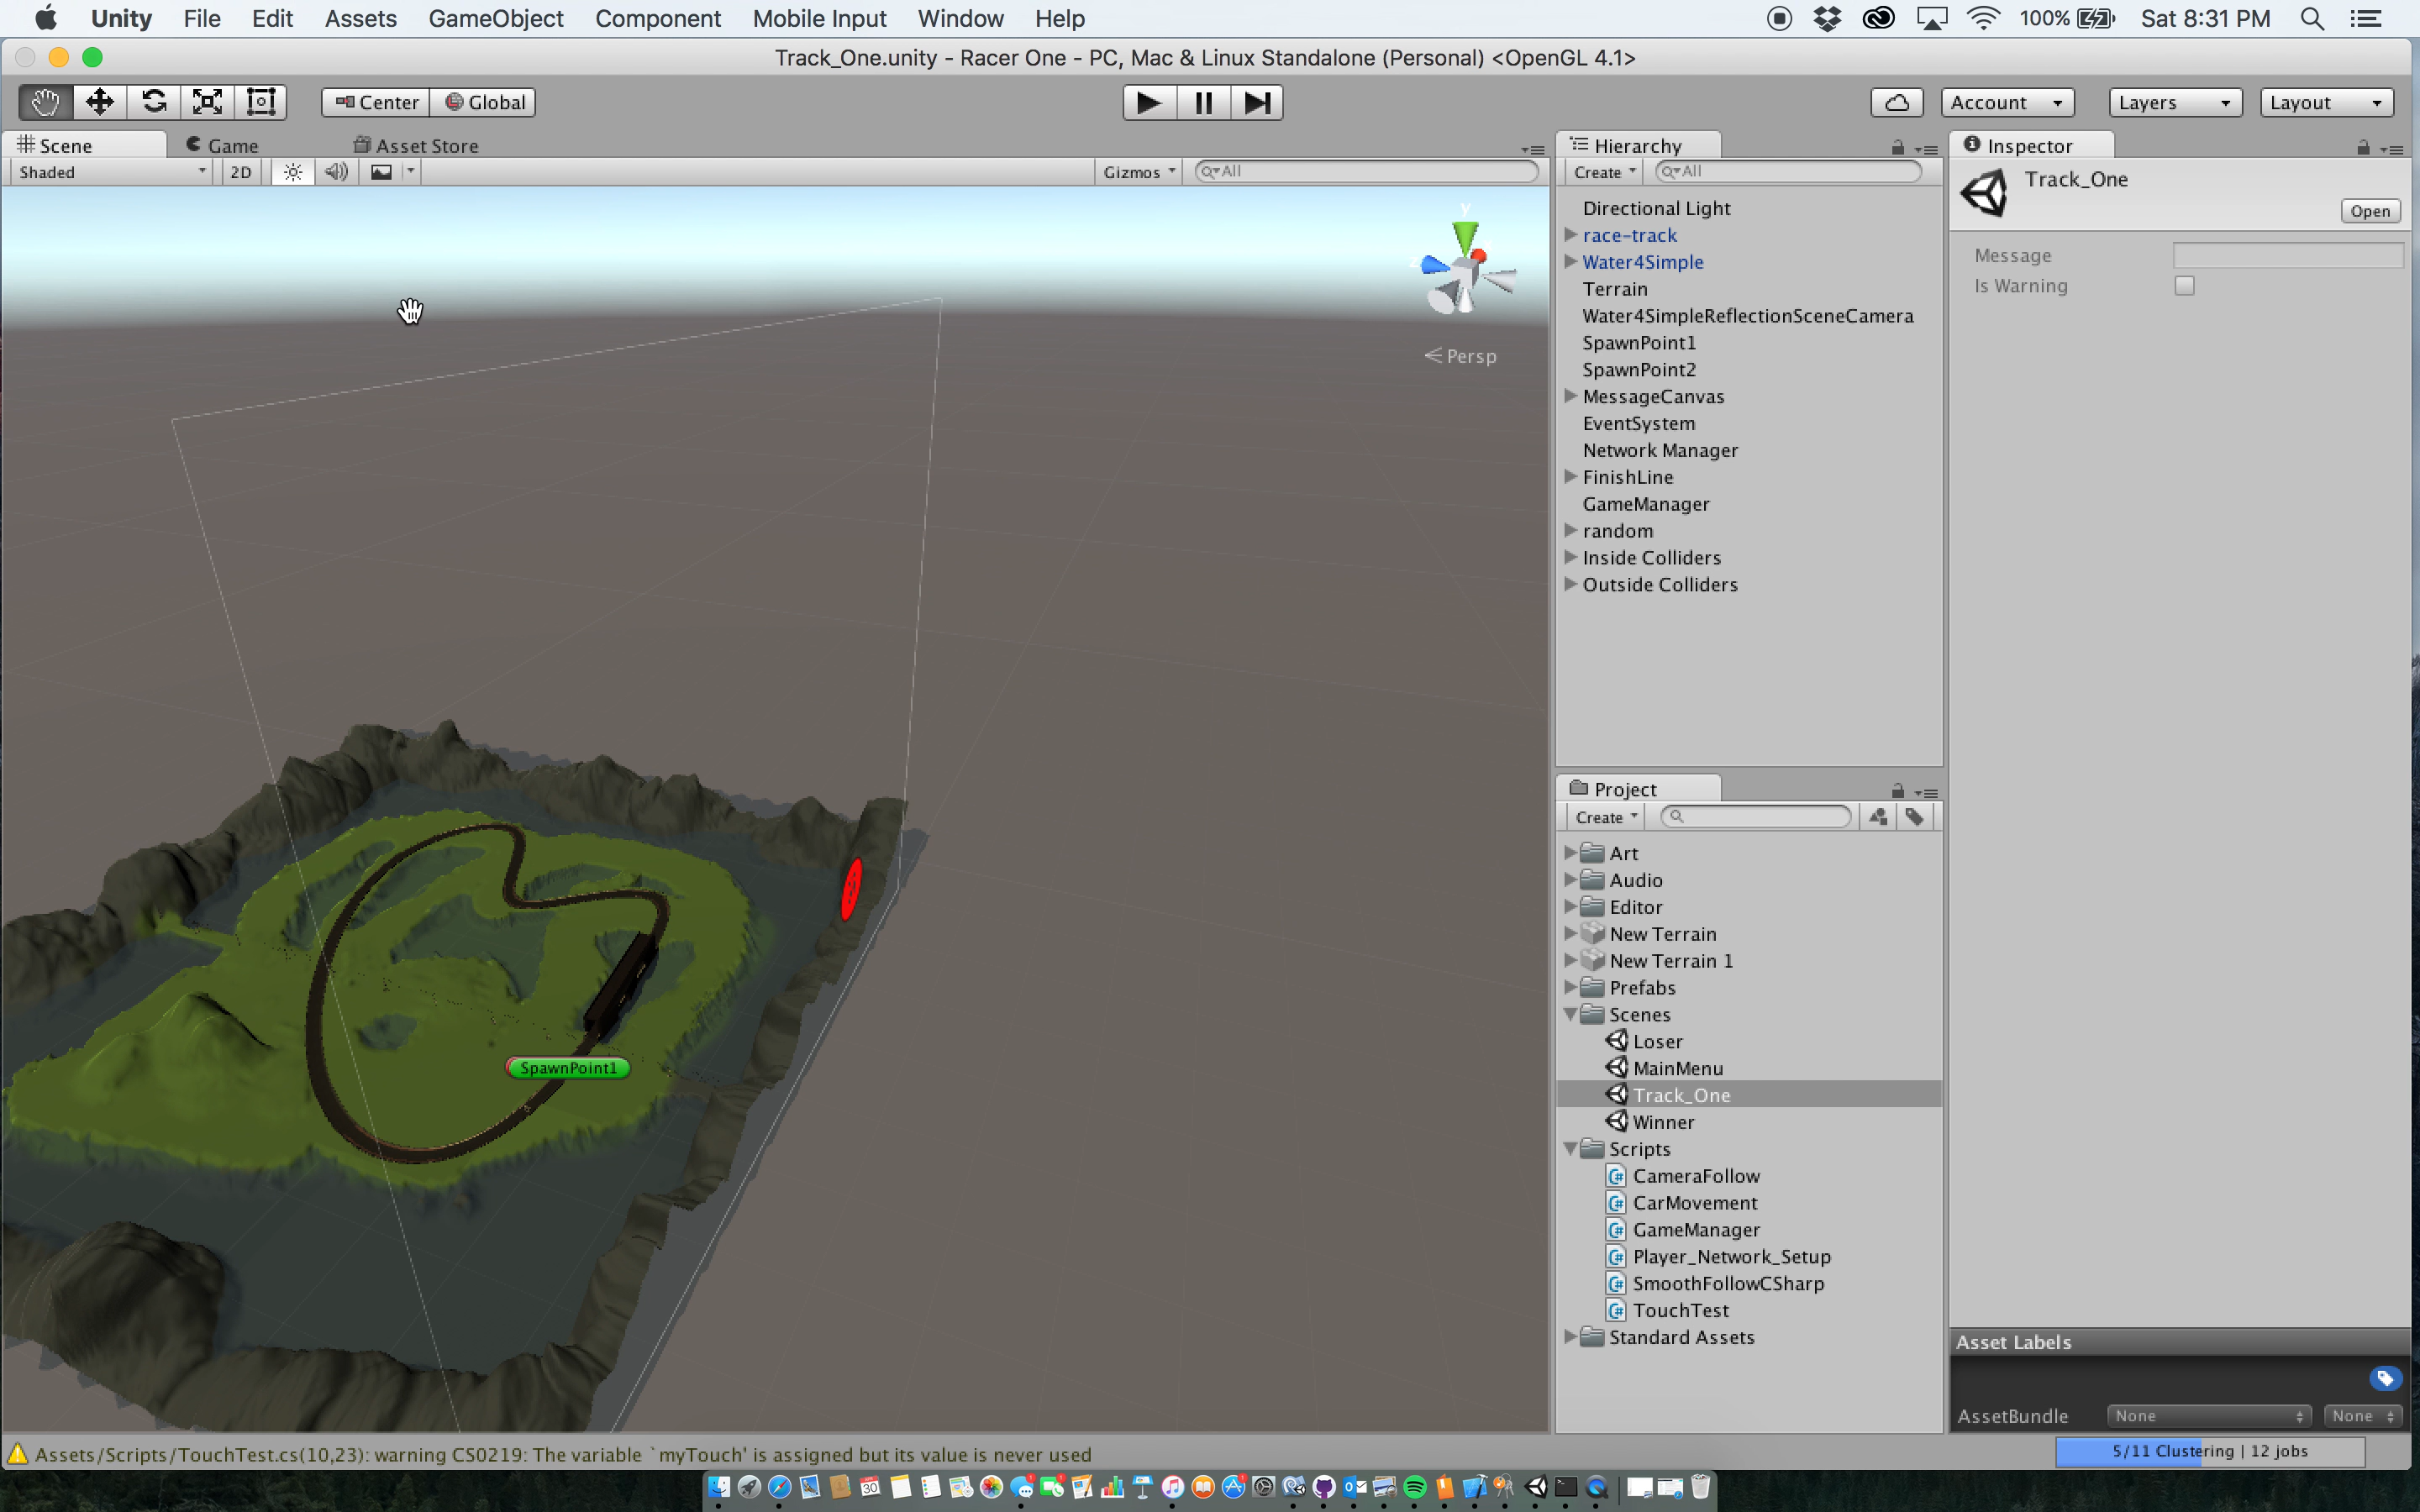 Unity File Edit Assets GameObject Component Mobile Input Window Help 100% Sat 8:31 PM
Track_One.unity - Racer One - PC, Mac & Linux Standalone (Personal) <OpenGL 4.1>
Center Global Account Layers Layout
Scene Game Asset Store
Shaded 2D Gizmos All
y
Persp
SpawnPoint1
Hierarchy
Create All
Directional Light
race-track
Water4Simple
Terrain
Water4SimpleReflectionSceneCamera
SpawnPoint1
SpawnPoint2
MessageCanvas
EventSystem
Network Manager
FinishLine
GameManager
random
Inside Colliders
Outside Colliders
Project
Create
Art
Audio
Editor
New Terrain
New Terrain 1
Prefabs
Scenes
Loser
MainMenu
Track_One
Winner
Scripts
CameraFollow
CarMovement
GameManager
Player_Network_Setup
SmoothFollowCSharp
TouchTest
Standard Assets
Inspector
Track_One
Open
Message
Is Warning
Asset Labels
AssetBundle None None
Assets/Scripts/TouchTest.cs(10,23): warning CS0219: The variable `myTouch' is assigned but its value is never used
5/11 Clustering | 12 jobs
30